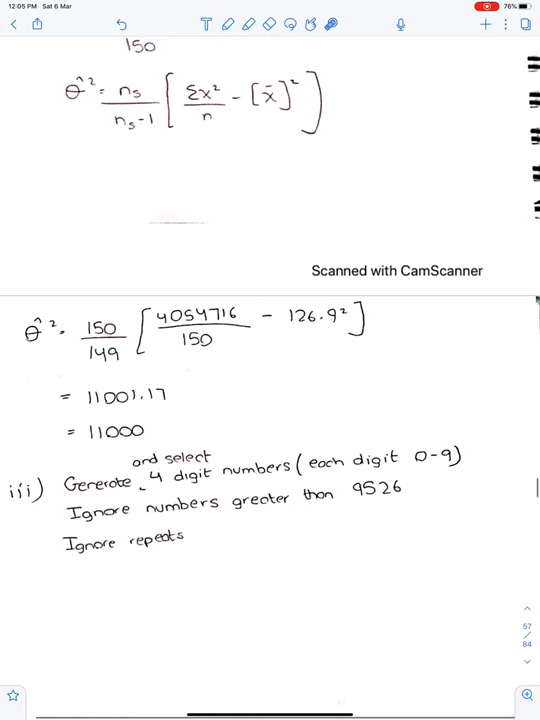 12:05 PM Sat 6 Mar
76%
150
θ̂² = ns/(ns-1) [ Σx²/n - [x̄]² ]
Scanned with CamScanner
θ̂² = 150/149 [ 4054716/150 - 126.9² ]
= 11001.17
= 11000
and select
iii) Generate 4 digit numbers (each digit 0-9)
Ignore numbers greater than 9526
Ignore repeats
57
/
84